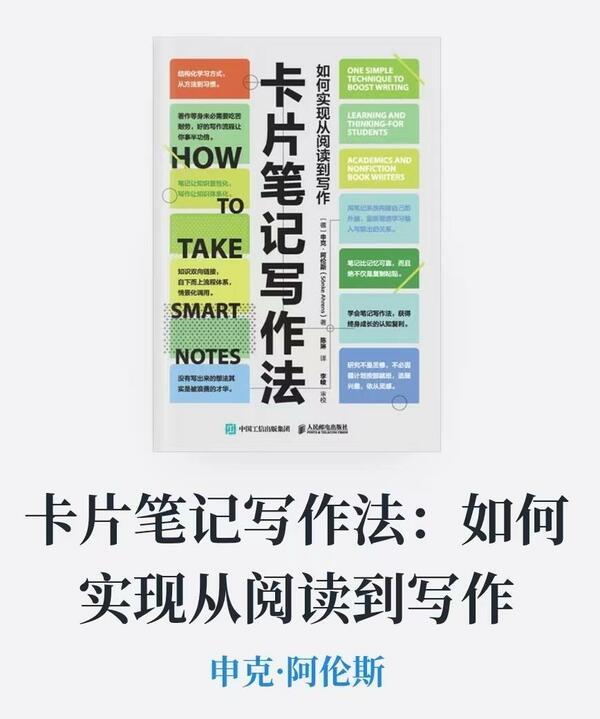 结构化学习方式，
从方法到习惯。
著作等身未必需要吃苦
耐劳，好的写作流程让
你事半功倍。
HOW
笔记让知识显性化，
写作让知识体系化。
TO
TAKE
知识双向链接，
自下而上流程体系，
情景化调用。
SMART
NOTES
没有写出来的想法其
实是被浪费的才华。
卡片笔记写作法
如何实现从阅读到写作
［德］申克·阿伦斯（Sönke Ahrens）著
陈琳 译
李峻 审校
ONE SIMPLE
TECHNIQUE TO
BOOST WRITING
LEARNING AND
THINKING-FOR
STUDENTS
ACADEMICS AND
NONFICTION
BOOK WRITERS
用笔记系统构建自己的
外脑，重新塑造学习输
入与输出的关系。
笔记比记忆可靠，而且
绝不仅是复制粘贴。
学会笔记写作法，获得
终身成长的认知复利。
研究不是苦修，不必因
循计划按部就班，追随
兴趣，依从灵感。
中国工信出版集团
人民邮电出版社
POSTS & TELECOM PRESS
卡片笔记写作法：如何
实现从阅读到写作
申克·阿伦斯